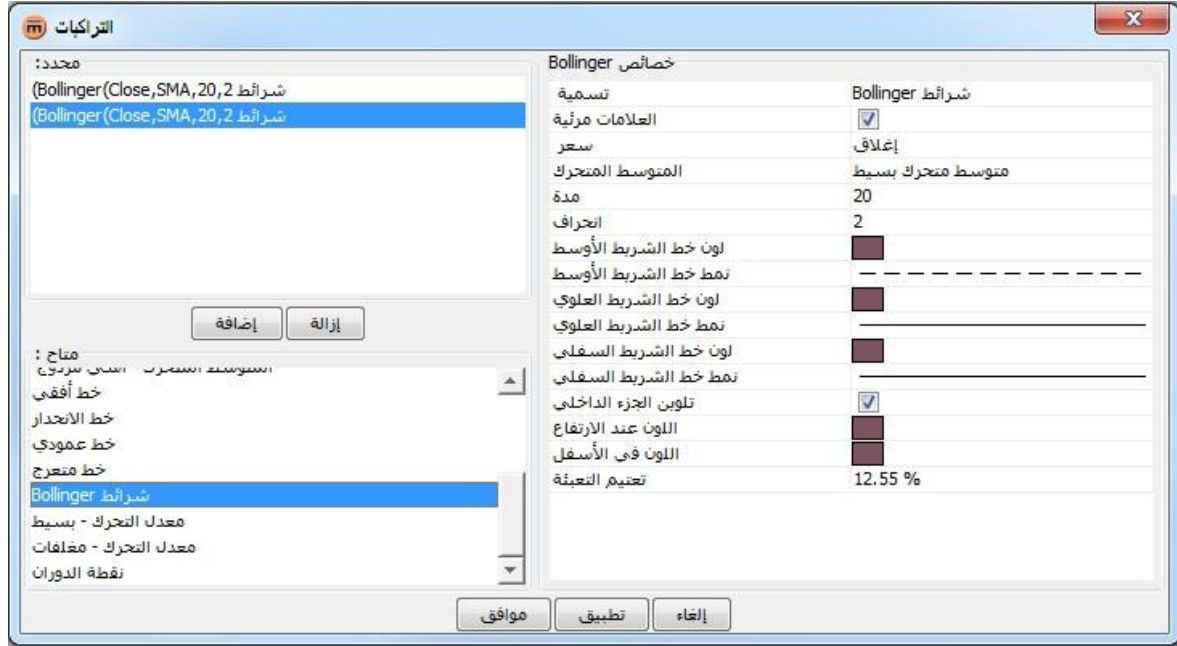 التراكبات
محدد:
شرائط Bollinger(Close,SMA,20,2)
شرائط Bollinger(Close,SMA,20,2)
إضافة
إزالة
متاح :
خط أفقي
خط الانحدار
خط عمودي
خط متعرج
شرائط Bollinger
معدل التحرك - بسيط
معدل التحرك - مغلفات
نقطة الدوران
خصائص Bollinger
تسمية شرائط Bollinger
العلامات مرئية
سعر إغلاق
المتوسط المتحرك متوسط متحرك بسيط
مدة 20
انحراف 2
لون خط الشريط الأوسط
نمط خط الشريط الأوسط
لون خط الشريط العلوي
نمط خط الشريط العلوي
لون خط الشريط السفلي
نمط خط الشريط السفلي
تلوين الجزء الداخلي
اللون عند الارتفاع
اللون في الأسفل
تعتيم التعبئة 12.55 %
موافق
تطبيق
إلغاء